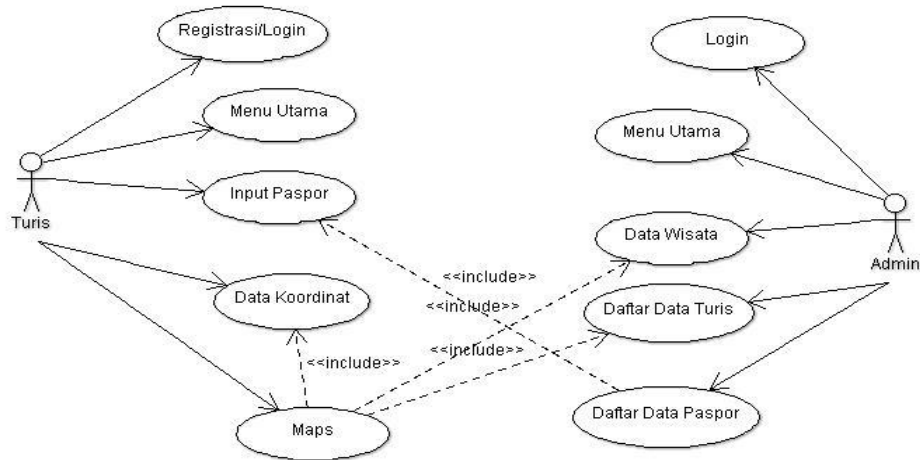 Registrasi/Login
Login
Menu Utama
Menu Utama
Input Paspor
Turis
Data Wisata
Admin
<<include>>
Data Koordinat
<<include>>
Daftar Data Turis
<<include>>
<<include>>
Maps
Daftar Data Paspor